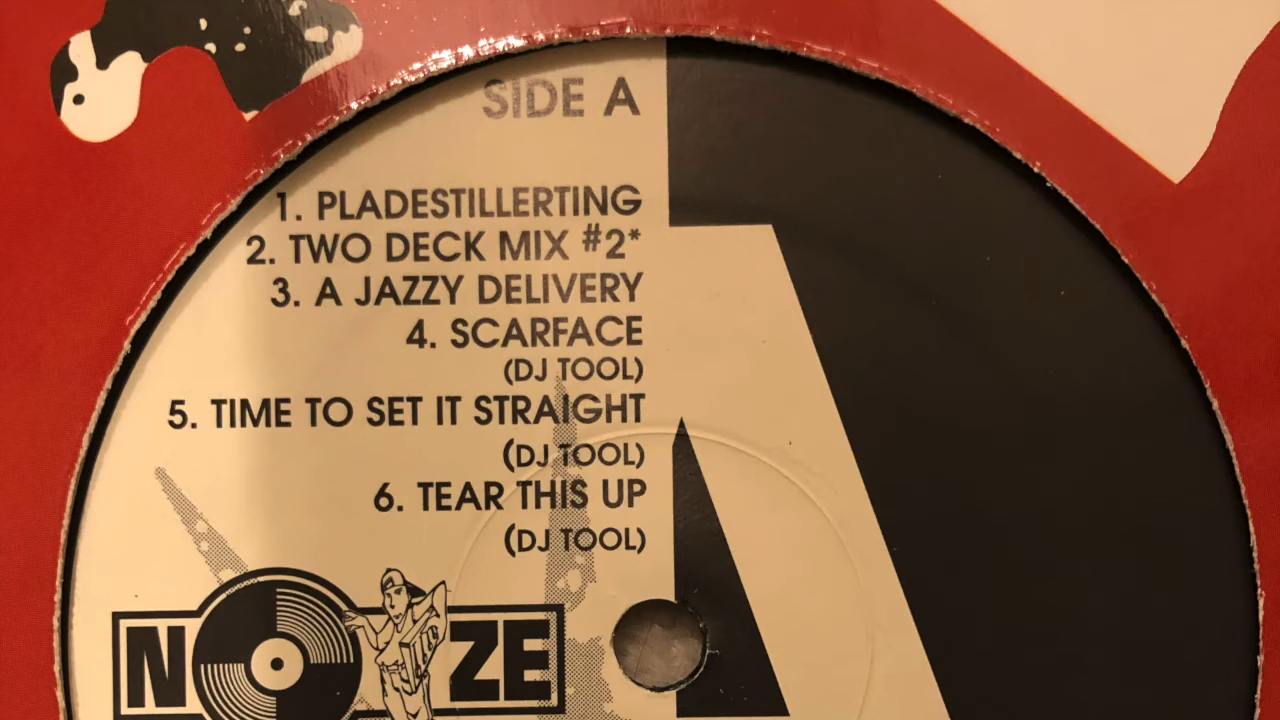 SIDE A
1. PLADESTILLERTING
2. TWO DECK MIX #2*
3. A JAZZY DELIVERY
4. SCARFACE
(DJ TOOL)
5. TIME TO SET IT STRAIGHT
(DJ TOOL)
6. TEAR THIS UP
(DJ TOOL)
NOIZE
A